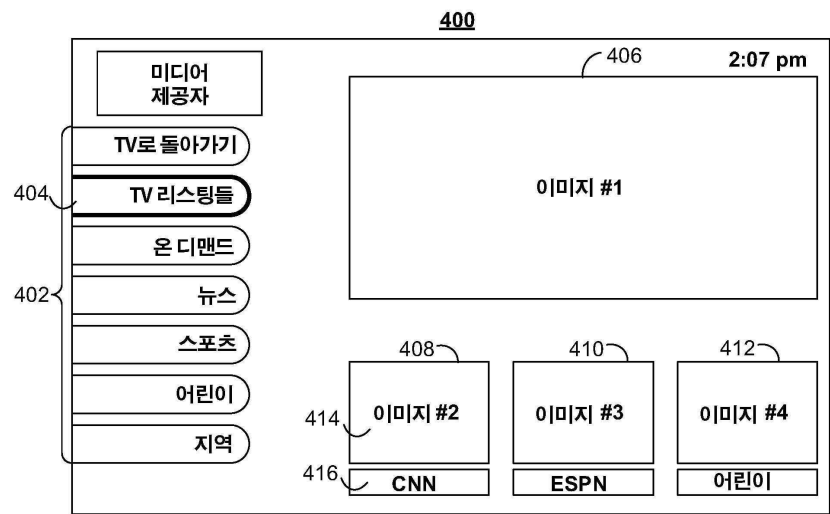 400
미디어
제공자
406
2:07 pm
TV로 돌아가기
404
TV 리스팅들
이미지 #1
온 디맨드
402
뉴스
스포츠
408
410
412
어린이
414
이미지 #2
이미지 #3
이미지 #4
지역
416
CNN
ESPN
어린이